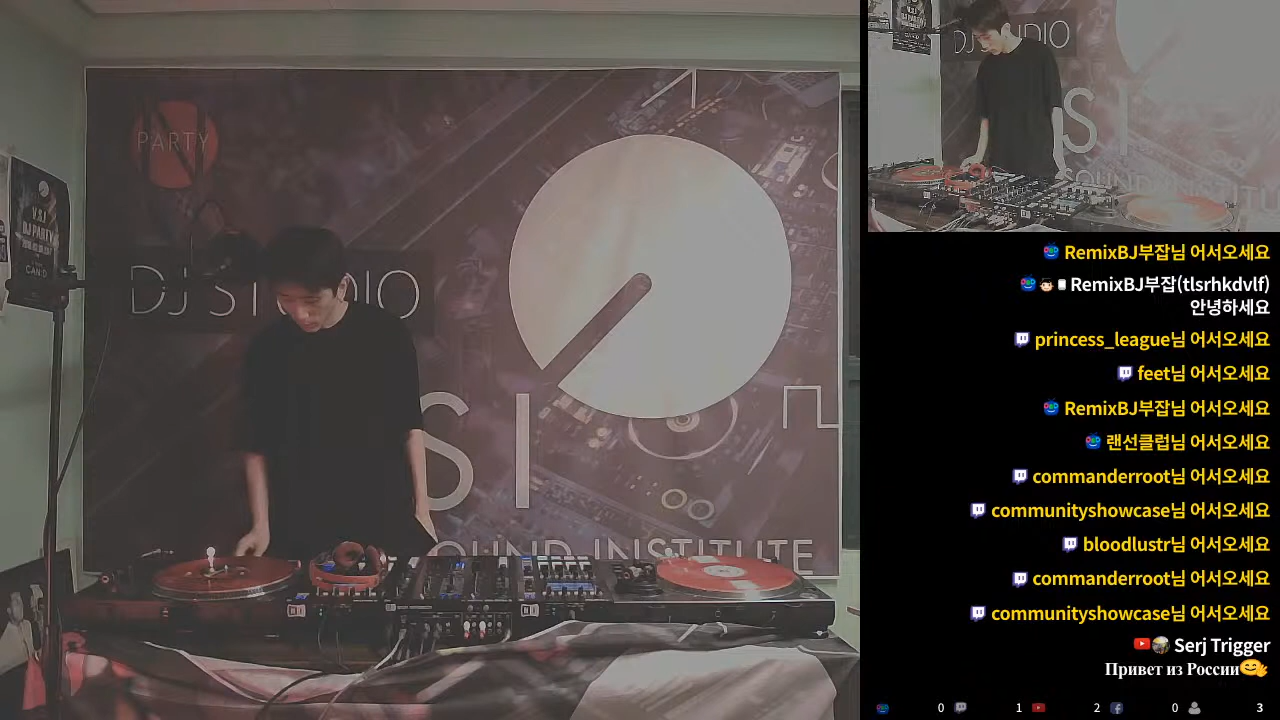 PARTY
DJ STUDIO
SI
SOUND INSTITUTE
V.S.I
DJ PARTY
CAN:D
DJ STUDIO
SI
SOUND INSTITU
RemixBJ부잡님 어서오세요
RemixBJ부잡(tlsrhkdvlf)
안녕하세요
princess_league님 어서오세요
feet님 어서오세요
RemixBJ부잡님 어서오세요
랜선클럽님 어서오세요
commanderroot님 어서오세요
communityshowcase님 어서오세요
bloodlustr님 어서오세요
commanderroot님 어서오세요
communityshowcase님 어서오세요
Serj Trigger
Привет из России
0 1 2 0 3